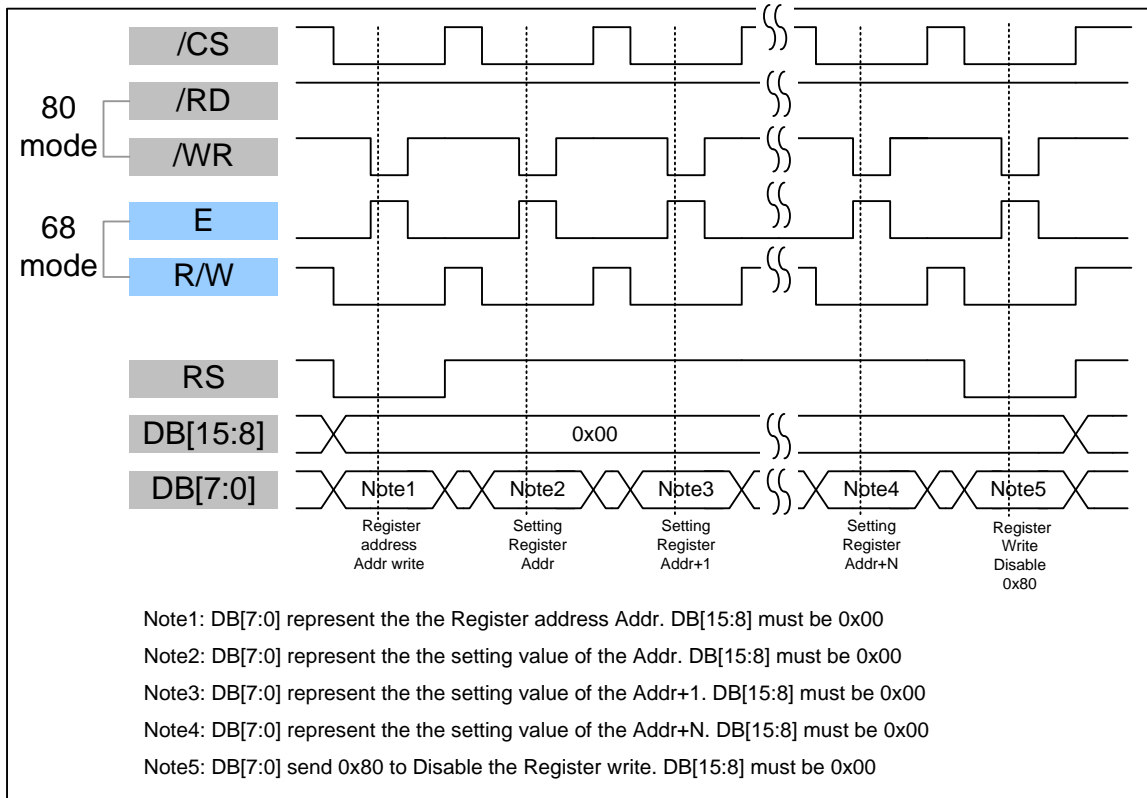 /CS
80
mode
/RD
/WR
68
mode
E
R/W
RS
DB[15:8]
0x00
DB[7:0]
Note1
Note2
Note3
Note4
Note5
Register
address
Addr write
Setting
Register
Addr
Setting
Register
Addr+1
Setting
Register
Addr+N
Register
Write
Disable
0x80
Note1: DB[7:0] represent the the Register address Addr. DB[15:8] must be 0x00
Note2: DB[7:0] represent the the setting value of the Addr. DB[15:8] must be 0x00
Note3: DB[7:0] represent the the setting value of the Addr+1. DB[15:8] must be 0x00
Note4: DB[7:0] represent the the setting value of the Addr+N. DB[15:8] must be 0x00
Note5: DB[7:0] send 0x80 to Disable the Register write. DB[15:8] must be 0x00